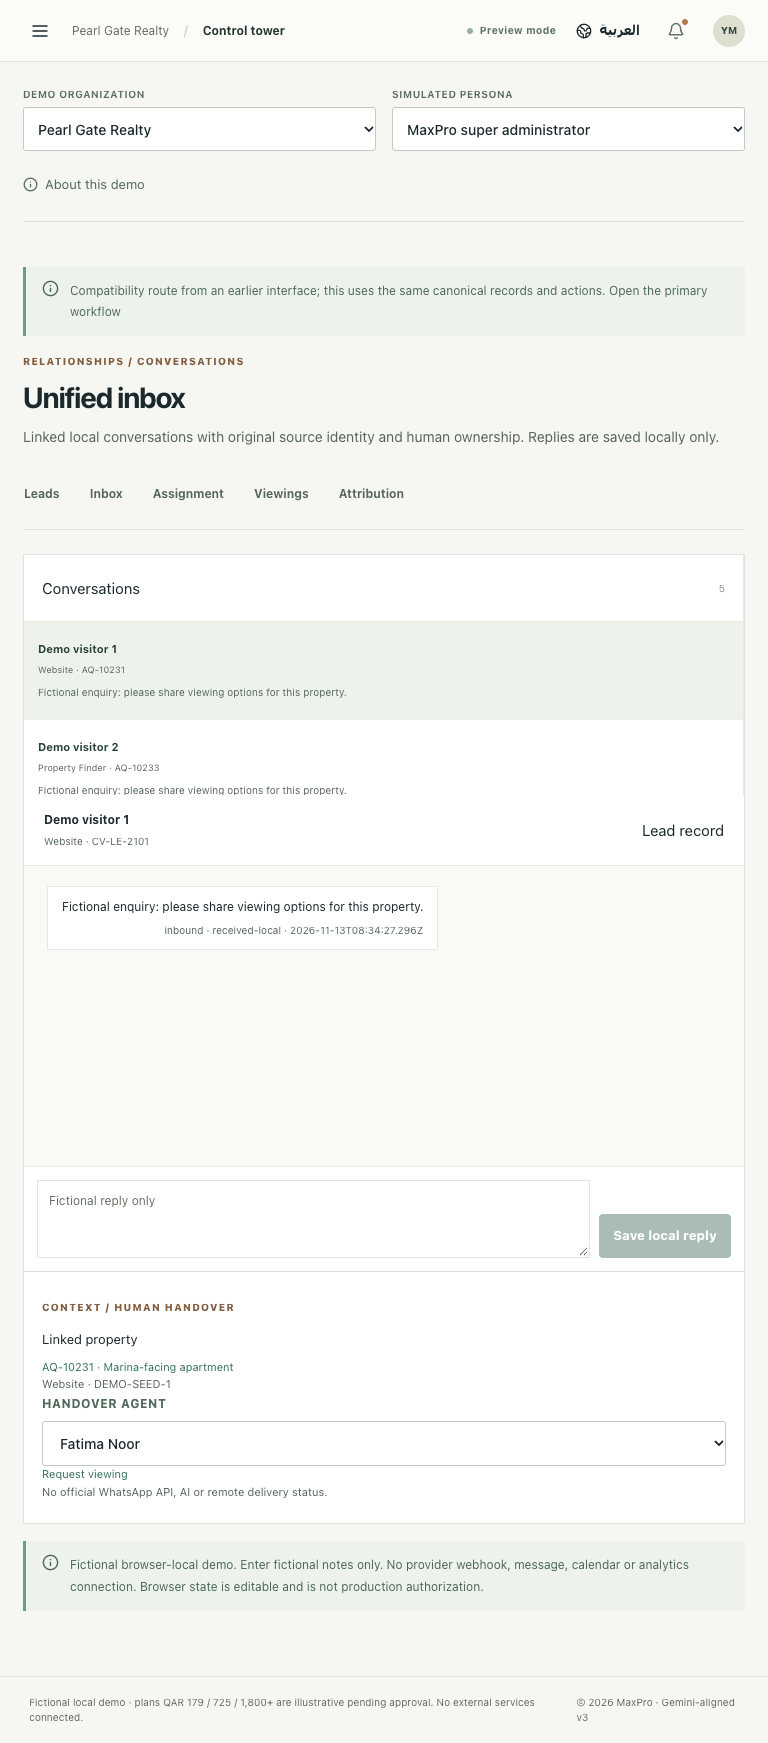 Pearl Gate Realty / Control tower
Preview mode
العربية
YM
DEMO ORGANIZATION
Pearl Gate Realty
SIMULATED PERSONA
MaxPro super administrator
About this demo
Compatibility route from an earlier interface; this uses the same canonical records and actions. Open the primary
workflow
RELATIONSHIPS / CONVERSATIONS
Unified inbox
Linked local conversations with original source identity and human ownership. Replies are saved locally only.
Leads Inbox Assignment Viewings Attribution
Conversations
5
Demo visitor 1
Website · AQ-10231
Fictional enquiry: please share viewing options for this property.
Demo visitor 2
Property Finder · AQ-10233
Fictional enquiry: please share viewing options for this property.
Demo visitor 1
Website · CV-LE-2101
Lead record
Fictional enquiry: please share viewing options for this property.
inbound · received-local · 2026-11-13T08:34:27.296Z
Fictional reply only
Save local reply
CONTEXT / HUMAN HANDOVER
Linked property
AQ-10231 · Marina-facing apartment
Website · DEMO-SEED-1
HANDOVER AGENT
Fatima Noor
Request viewing
No official WhatsApp API, AI or remote delivery status.
Fictional browser-local demo. Enter fictional notes only. No provider webhook, message, calendar or analytics
connection. Browser state is editable and is not production authorization.
Fictional local demo · plans QAR 179 / 725 / 1,800+ are illustrative pending approval. No external services
connected.
© 2026 MaxPro · Gemini-aligned
v3